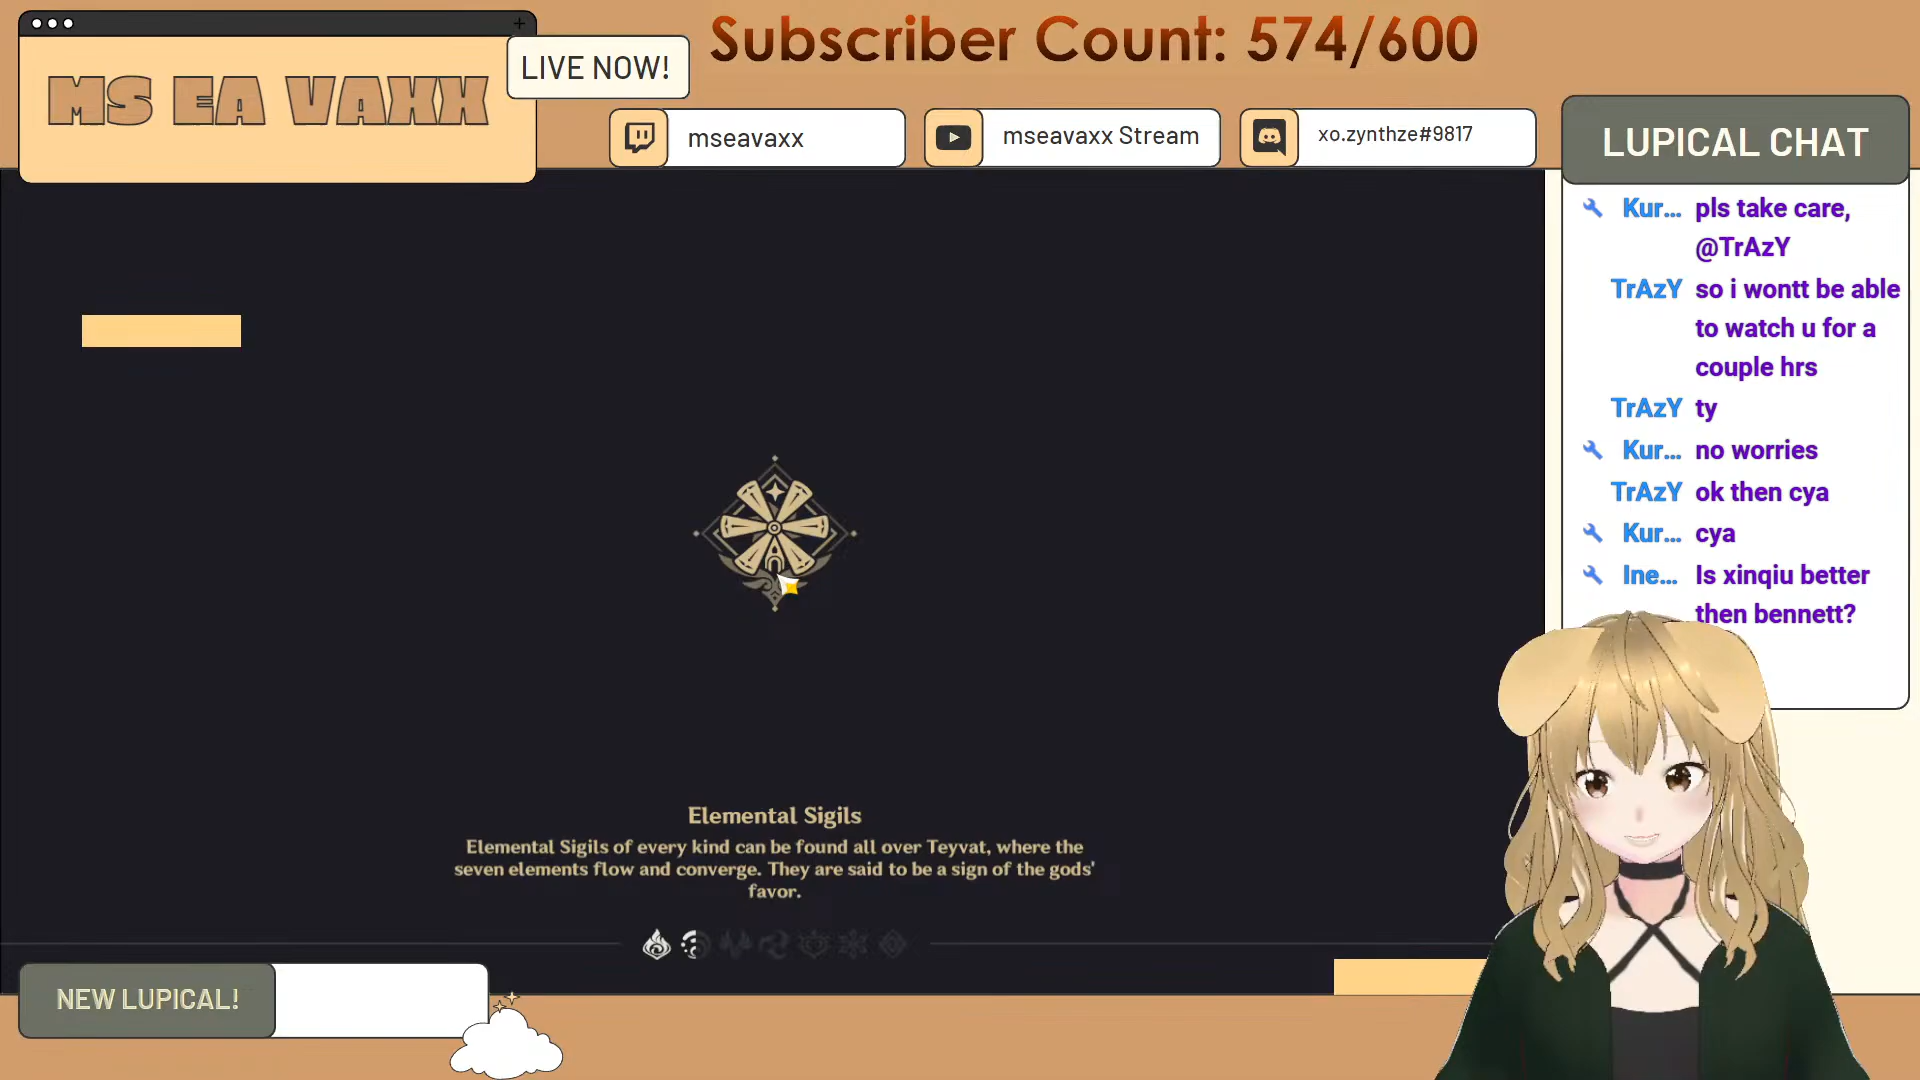 MS EA VAXX
LIVE NOW!
Subscriber Count: 574/600
mseavaxx
mseavaxx Stream
xo.zynthze#9817
LUPICAL CHAT
Kur... pls take care,
@TrAzY
TrAzY so i wontt be able
to watch u for a
couple hrs
TrAzY ty
Kur... no worries
TrAzY ok then cya
Kur... cya
Ine... Is xinqiu better
then bennett?
Elemental Sigils
Elemental Sigils of every kind can be found all over Teyvat, where the
seven elements flow and converge. They are said to be a sign of the gods'
favor.
NEW LUPICAL!